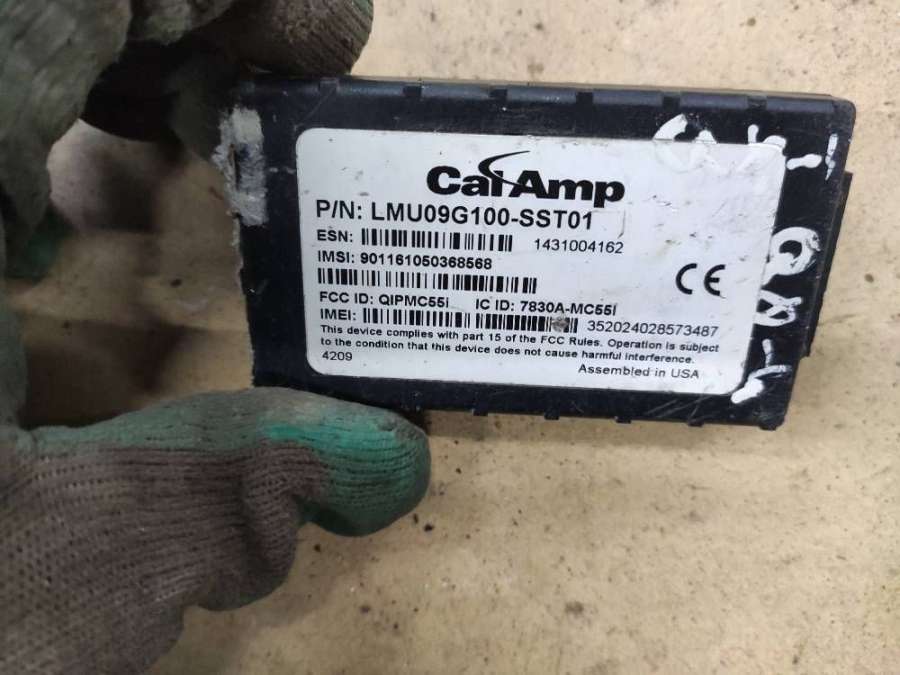 CalAmp
P/N: LMU09G100-SST01
ESN: 1431004162
IMSI: 901161050368568
FCC ID: QIPMC55i IC ID: 7830A-MC55I
IMEI: 352024028573487
This device complies with part 15 of the FCC Rules. Operation is subject
to the condition that this device does not cause harmful interference.
4209
Assembled in USA
CE